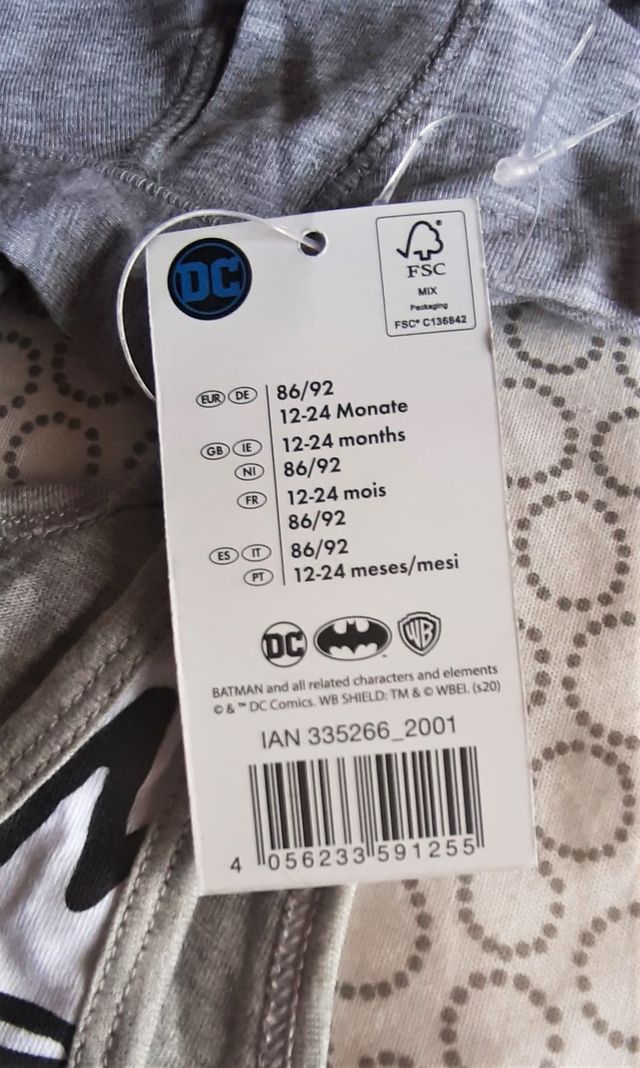 DC
FSC
MIX
Packaging
FSC® C136842
EUR DE 86/92
12-24 Monate
GB IE 12-24 months
NI 86/92
FR 12-24 mois
86/92
ES IT 86/92
PT 12-24 meses/mesi
DC WB
BATMAN and all related characters and elements
© & ™ DC Comics. WB SHIELD: TM & © WBEI. (s20)
IAN 335266_2001
4 056233 591255